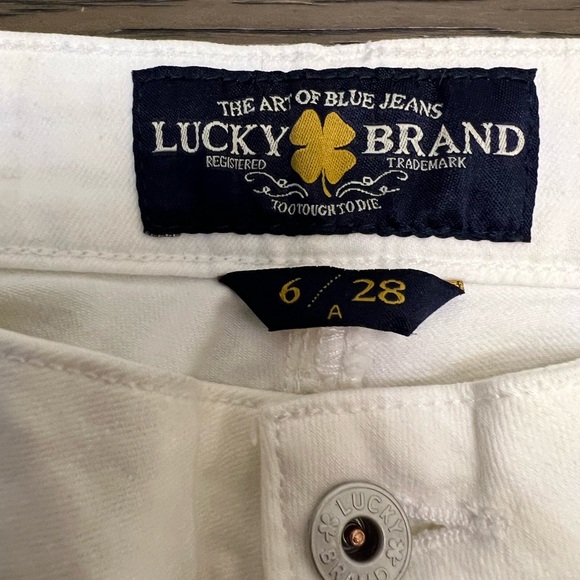 THE ART OF BLUE JEANS
LUCKY BRAND
REGISTERED TRADEMARK
TOO TOUGH TO DIE
6 / 28
A
LUCKY
BRAND